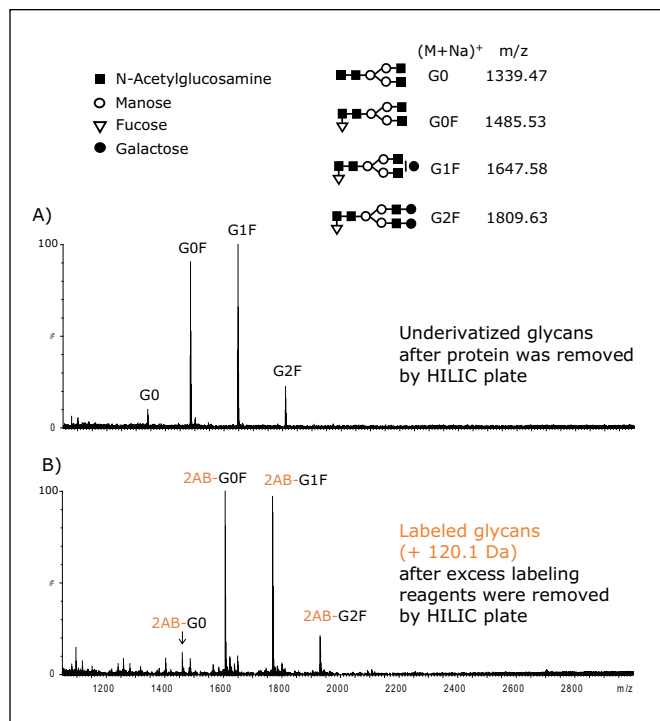 (M+Na)+ m/z
N-Acetylglucosamine
Manose
Fucose
Galactose
G0 1339.47
G0F 1485.53
G1F 1647.58
G2F 1809.63
A)
100
%
0
G0
G0F
G1F
G2F
Underivatized glycans
after protein was removed
by HILIC plate
B)
100
%
0
2AB-G0
2AB-G0F
2AB-G1F
2AB-G2F
Labeled glycans
(+ 120.1 Da)
after excess labeling
reagents were removed
by HILIC plate
1200 1400 1600 1800 2000 2200 2400 2600 2800 m/z